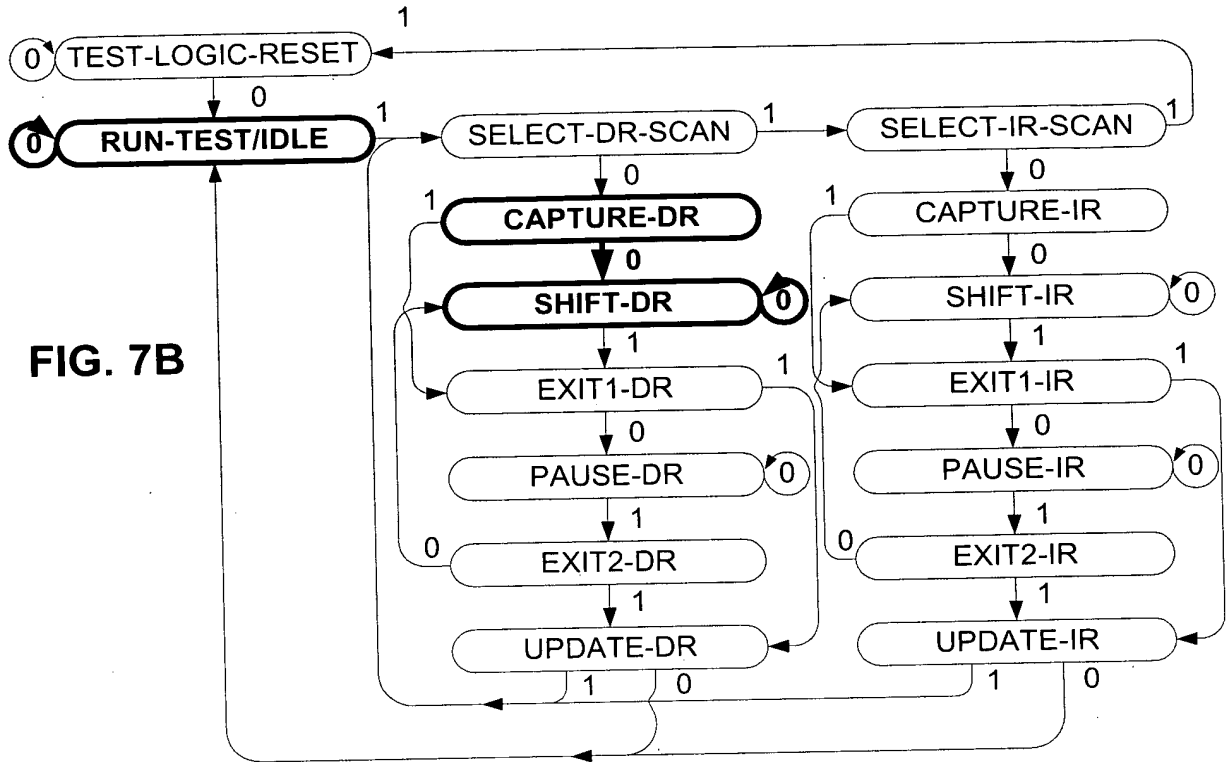 1
0 TEST-LOGIC-RESET
0
0 RUN-TEST/IDLE 1 SELECT-DR-SCAN 1 SELECT-IR-SCAN 1
0 0
1 CAPTURE-DR 1 CAPTURE-IR
0 0
SHIFT-DR 0 SHIFT-IR 0
1 1
FIG. 7B
EXIT1-DR 1 EXIT1-IR 1
0 0
PAUSE-DR 0 PAUSE-IR 0
1 1
0 EXIT2-DR 0 EXIT2-IR
1 1
UPDATE-DR UPDATE-IR
1 0 1 0